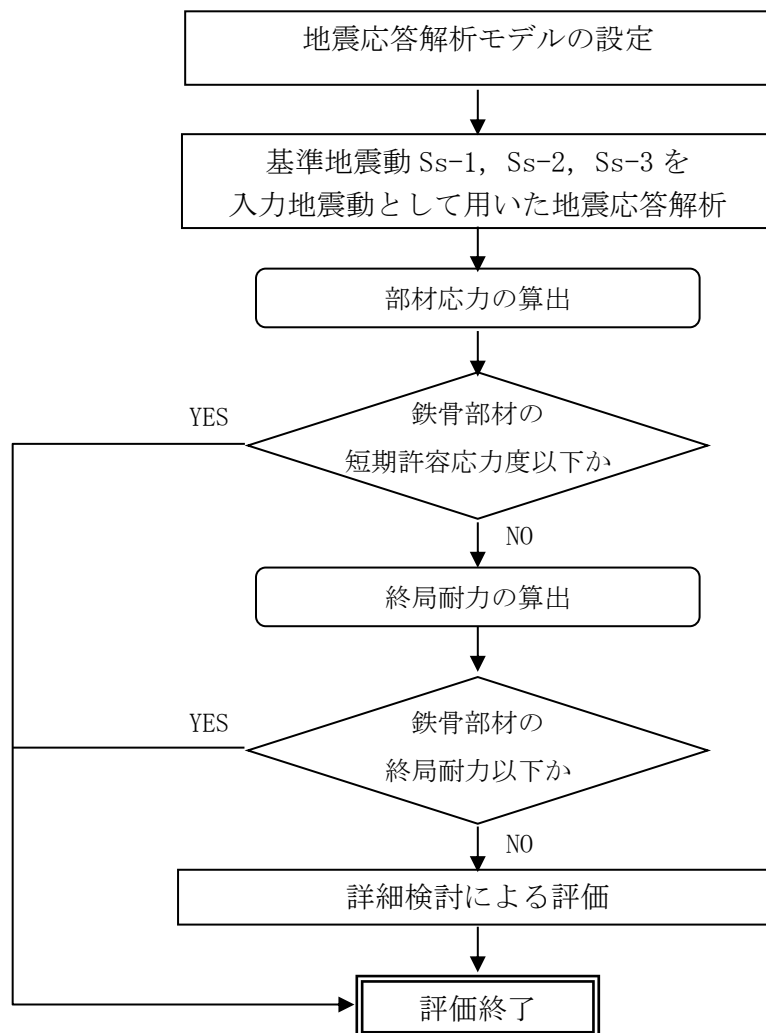 地震応答解析モデルの設定
基準地震動 Ss-1, Ss-2, Ss-3 を
入力地震動として用いた地震応答解析
部材応力の算出
YES
鉄骨部材の
短期許容応力度以下か
NO
終局耐力の算出
YES
鉄骨部材の
終局耐力以下か
NO
詳細検討による評価
評価終了